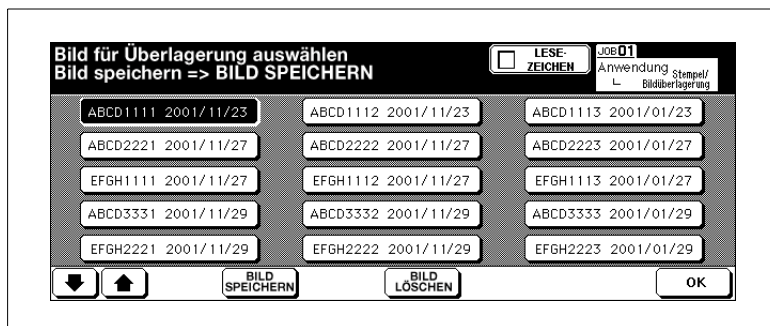 Bild für Überlagerung auswählen
Bild speichern => BILD SPEICHERN
LESE-
ZEICHEN
JOB 01
Anwendung
Stempel/
Bildüberlagerung
ABCD1111 2001/11/23 ABCD1112 2001/11/23 ABCD1113 2001/01/23
ABCD2221 2001/11/27 ABCD2222 2001/11/27 ABCD2223 2001/01/27
EFGH1111 2001/11/27 EFGH1112 2001/11/27 EFGH1113 2001/01/27
ABCD3331 2001/11/29 ABCD3332 2001/11/29 ABCD3333 2001/01/29
EFGH2221 2001/11/29 EFGH2222 2001/11/29 EFGH2223 2001/01/29
BILD
SPEICHERN
BILD
LÖSCHEN
OK